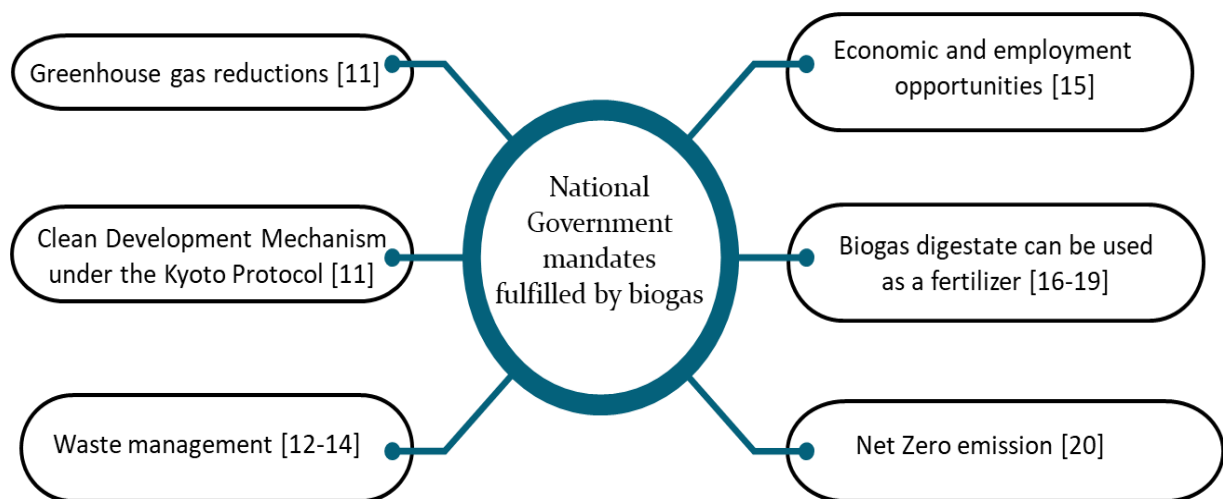 Greenhouse gas reductions [11]
Clean Development Mechanism
under the Kyoto Protocol [11]
Waste management [12-14]
National
Government
mandates
fulfilled by biogas
Economic and employment
opportunities [15]
Biogas digestate can be used
as a fertilizer [16-19]
Net Zero emission [20]